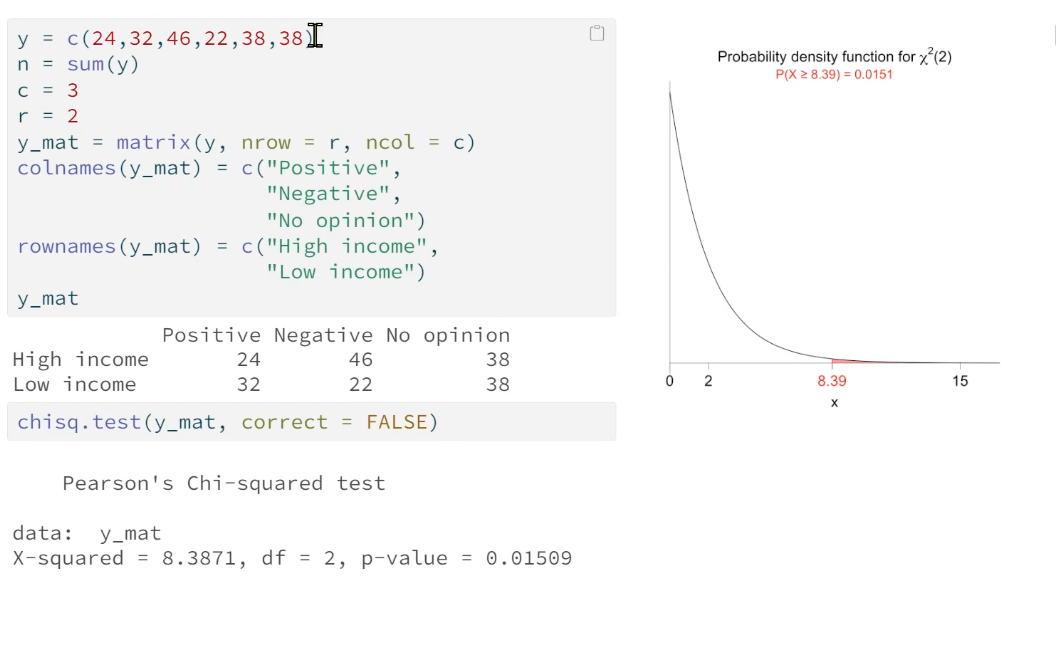 y = c(24,32,46,22,38,38)
n = sum(y)
c = 3
r = 2
y_mat = matrix(y, nrow = r, ncol = c)
colnames(y_mat) = c("Positive",
"Negative",
"No opinion")
rownames(y_mat) = c("High income",
"Low income")
y_mat
Positive Negative No opinion
High income 24 46 38
Low income 32 22 38
chisq.test(y_mat, correct = FALSE)
Pearson's Chi-squared test
data: y_mat
X-squared = 8.3871, df = 2, p-value = 0.01509
Probability density function for χ²(2)
P(X ≥ 8.39) = 0.0151
0 2 8.39 15
x